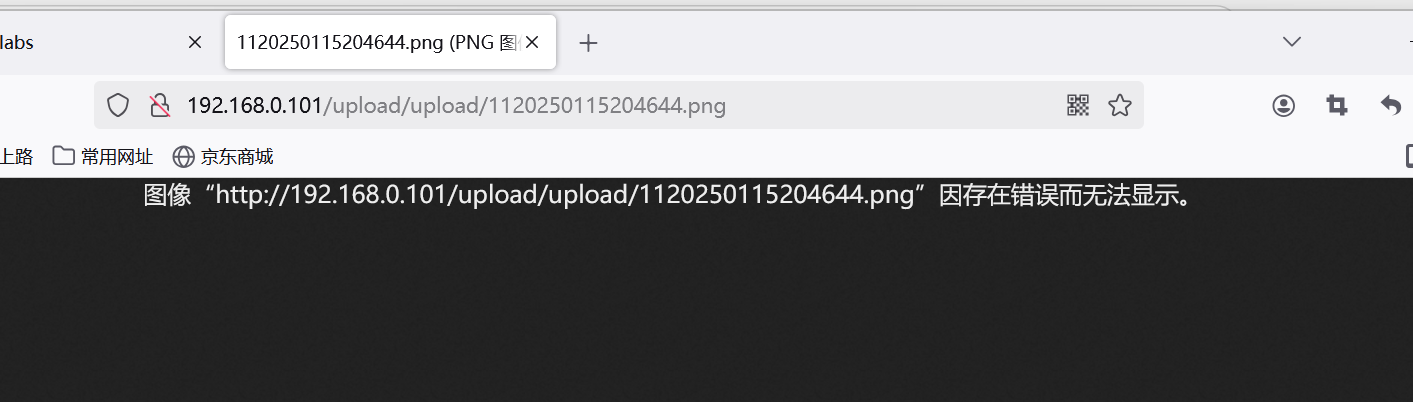 labs
1120250115204644.png (PNG 图
192.168.0.101/upload/upload/1120250115204644.png
上路
常用网址
京东商城
图像“http://192.168.0.101/upload/upload/1120250115204644.png”因存在错误而无法显示。